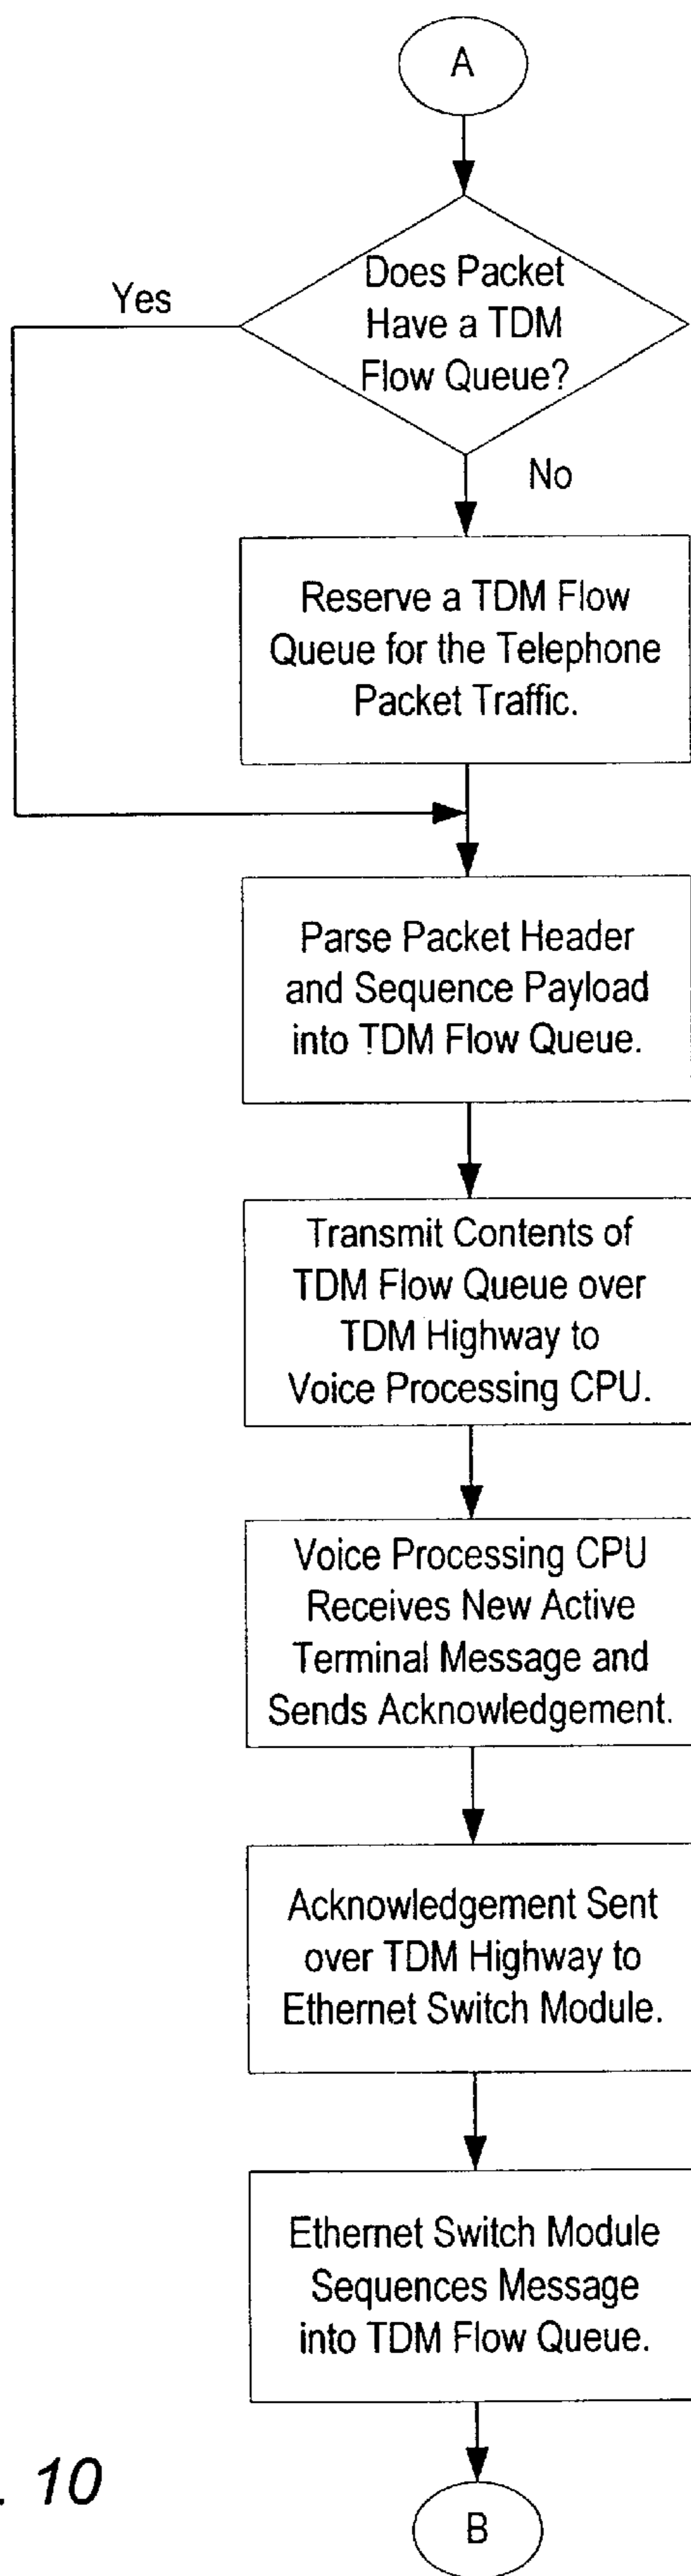 A
Does Packet
Have a TDM
Flow Queue?
Yes
No
Reserve a TDM Flow
Queue for the Telephone
Packet Traffic.
Parse Packet Header
and Sequence Payload
into TDM Flow Queue.
Transmit Contents of
TDM Flow Queue over
TDM Highway to
Voice Processing CPU.
Voice Processing CPU
Receives New Active
Terminal Message and
Sends Acknowledgement.
Acknowledgement Sent
over TDM Highway to
Ethernet Switch Module.
Ethernet Switch Module
Sequences Message
into TDM Flow Queue.
. 10
B